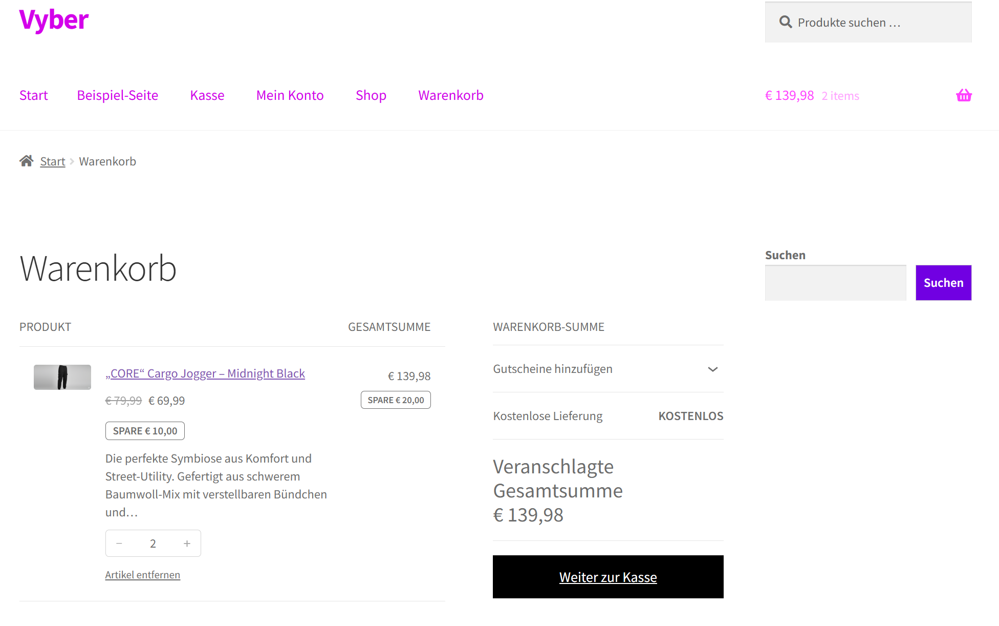 Vyber
Produkte suchen …
Start Beispiel-Seite Kasse Mein Konto Shop Warenkorb
€ 139,98 2 items
Start Warenkorb
Warenkorb
Suchen
Suchen
PRODUKT GESAMTSUMME
„CORE“ Cargo Jogger – Midnight Black
€ 139,98
€ 79,99 € 69,99
SPARE € 20,00
SPARE € 10,00
Die perfekte Symbiose aus Komfort und
Street-Utility. Gefertigt aus schwerem
Baumwoll-Mix mit verstellbaren Bündchen
und…
− 2 +
Artikel entfernen
WARENKORB-SUMME
Gutscheine hinzufügen
Kostenlose Lieferung KOSTENLOS
Veranschlagte
Gesamtsumme
€ 139,98
Weiter zur Kasse